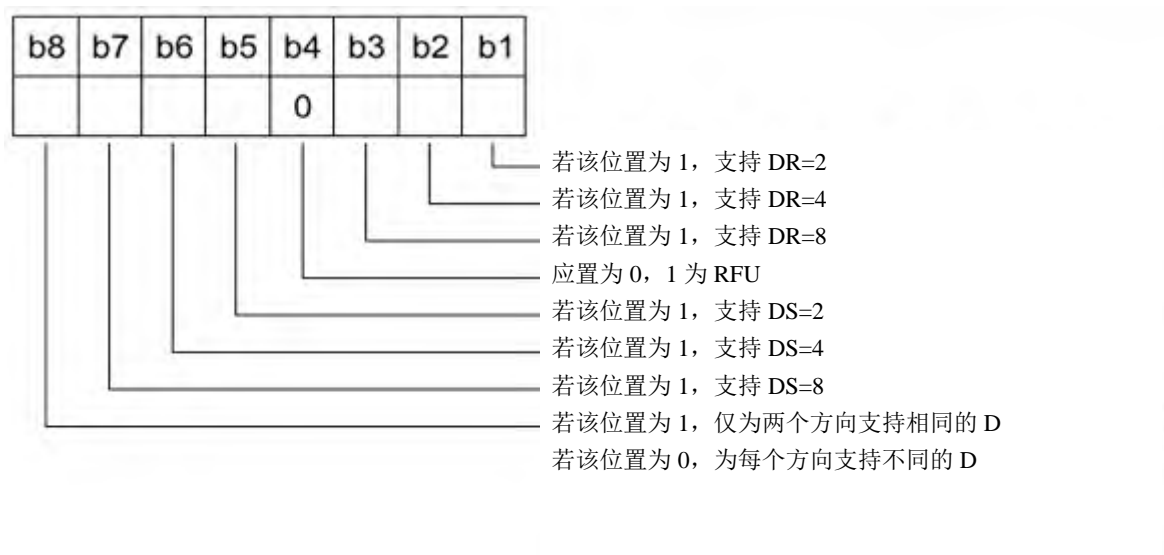 b8 b7 b6 b5 b4 b3 b2 b1
0
若该位置为 1，支持 DR=2
若该位置为 1，支持 DR=4
若该位置为 1，支持 DR=8
应置为 0，1 为 RFU
若该位置为 1，支持 DS=2
若该位置为 1，支持 DS=4
若该位置为 1，支持 DS=8
若该位置为 1，仅为两个方向支持相同的 D
若该位置为 0，为每个方向支持不同的 D